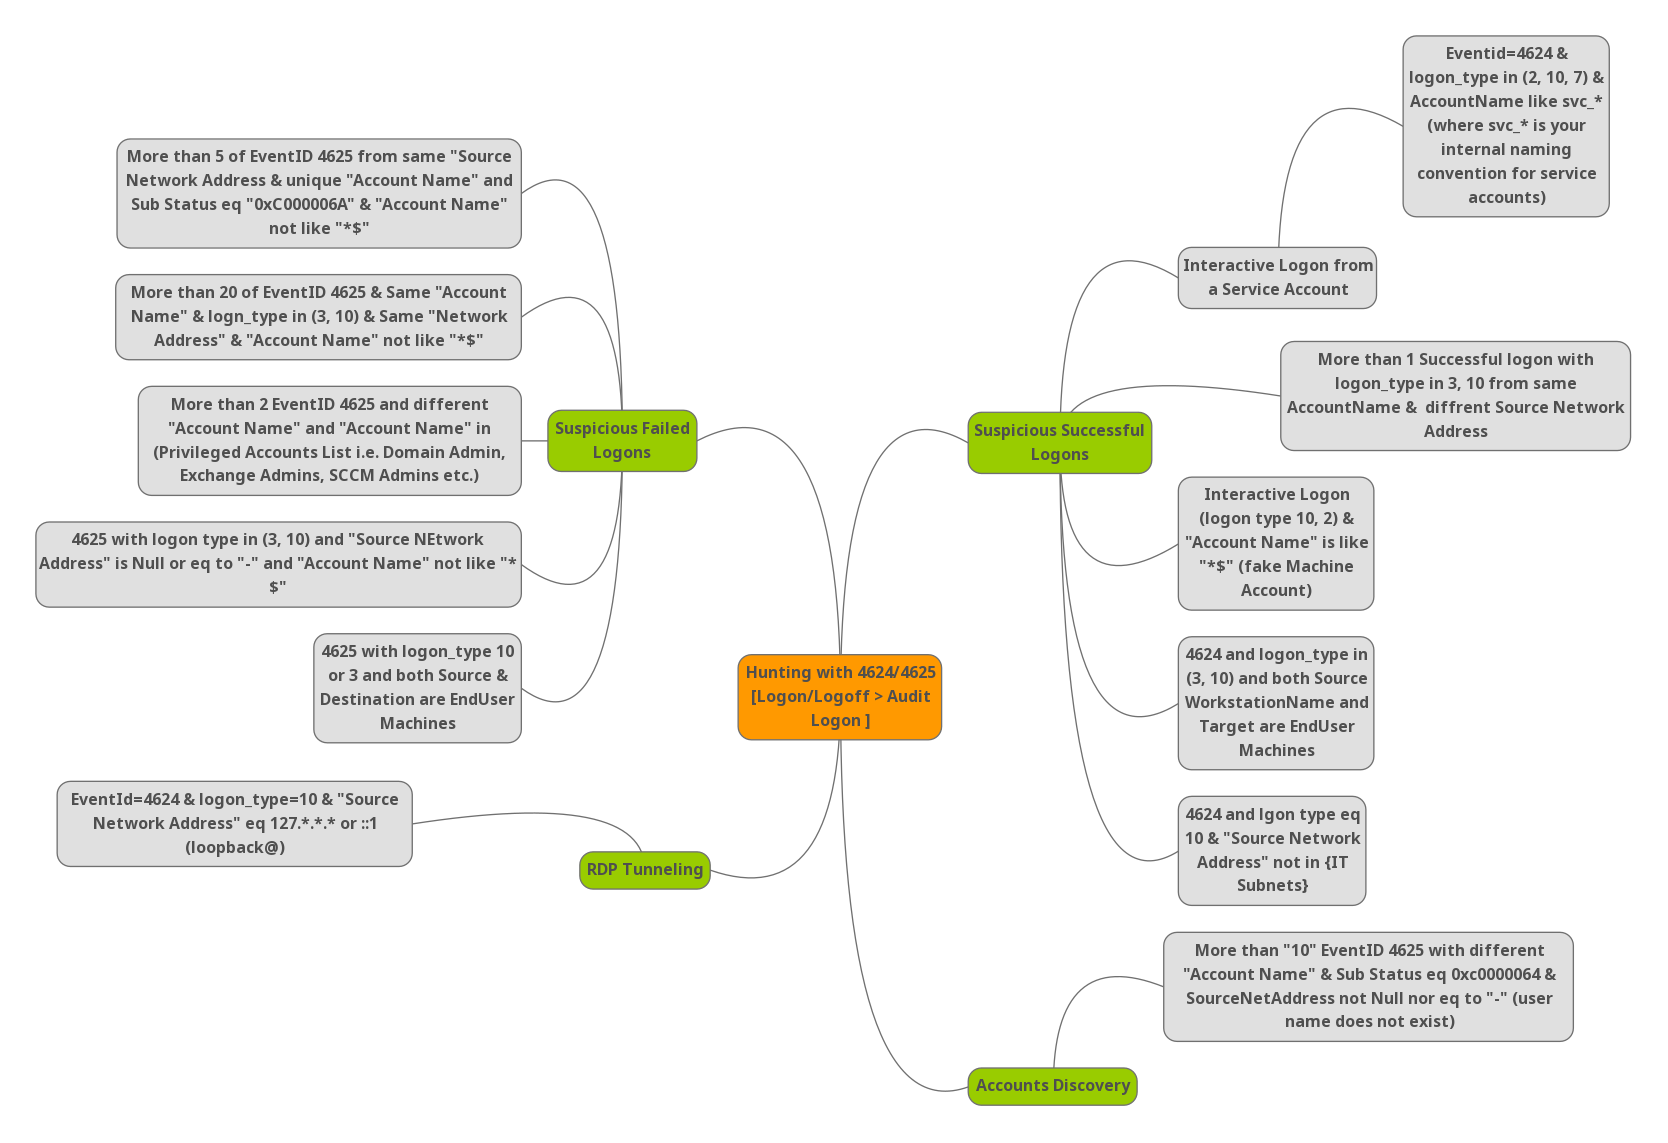 Hunting with 4624/4625
[Logon/Logoff > Audit
Logon ]
Suspicious Failed
Logons
More than 5 of EventID 4625 from same "Source
Network Address & unique "Account Name" and
Sub Status eq "0xC000006A" & "Account Name"
not like "*$"
More than 20 of EventID 4625 & Same "Account
Name" & logn_type in (3, 10) & Same "Network
Address" & "Account Name" not like "*$"
More than 2 EventID 4625 and different
"Account Name" and "Account Name" in
(Privileged Accounts List i.e. Domain Admin,
Exchange Admins, SCCM Admins etc.)
4625 with logon type in (3, 10) and "Source NEtwork
Address" is Null or eq to "-" and "Account Name" not like "*
$"
4625 with logon_type 10
or 3 and both Source &
Destination are EndUser
Machines
RDP Tunneling
EventId=4624 & logon_type=10 & "Source
Network Address" eq 127.*.*.* or ::1
(loopback@)
Suspicious Successful
Logons
Interactive Logon from
a Service Account
Eventid=4624 &
logon_type in (2, 10, 7) &
AccountName like svc_*
(where svc_* is your
internal naming
convention for service
accounts)
More than 1 Successful logon with
logon_type in 3, 10 from same
AccountName &  diffrent Source Network
Address
Interactive Logon
(logon type 10, 2) &
"Account Name" is like
"*$" (fake Machine
Account)
4624 and logon_type in
(3, 10) and both Source
WorkstationName and
Target are EndUser
Machines
4624 and lgon type eq
10 & "Source Network
Address" not in {IT
Subnets}
Accounts Discovery
More than "10" EventID 4625 with different
"Account Name" & Sub Status eq 0xc0000064 &
SourceNetAddress not Null nor eq to "-" (user
name does not exist)